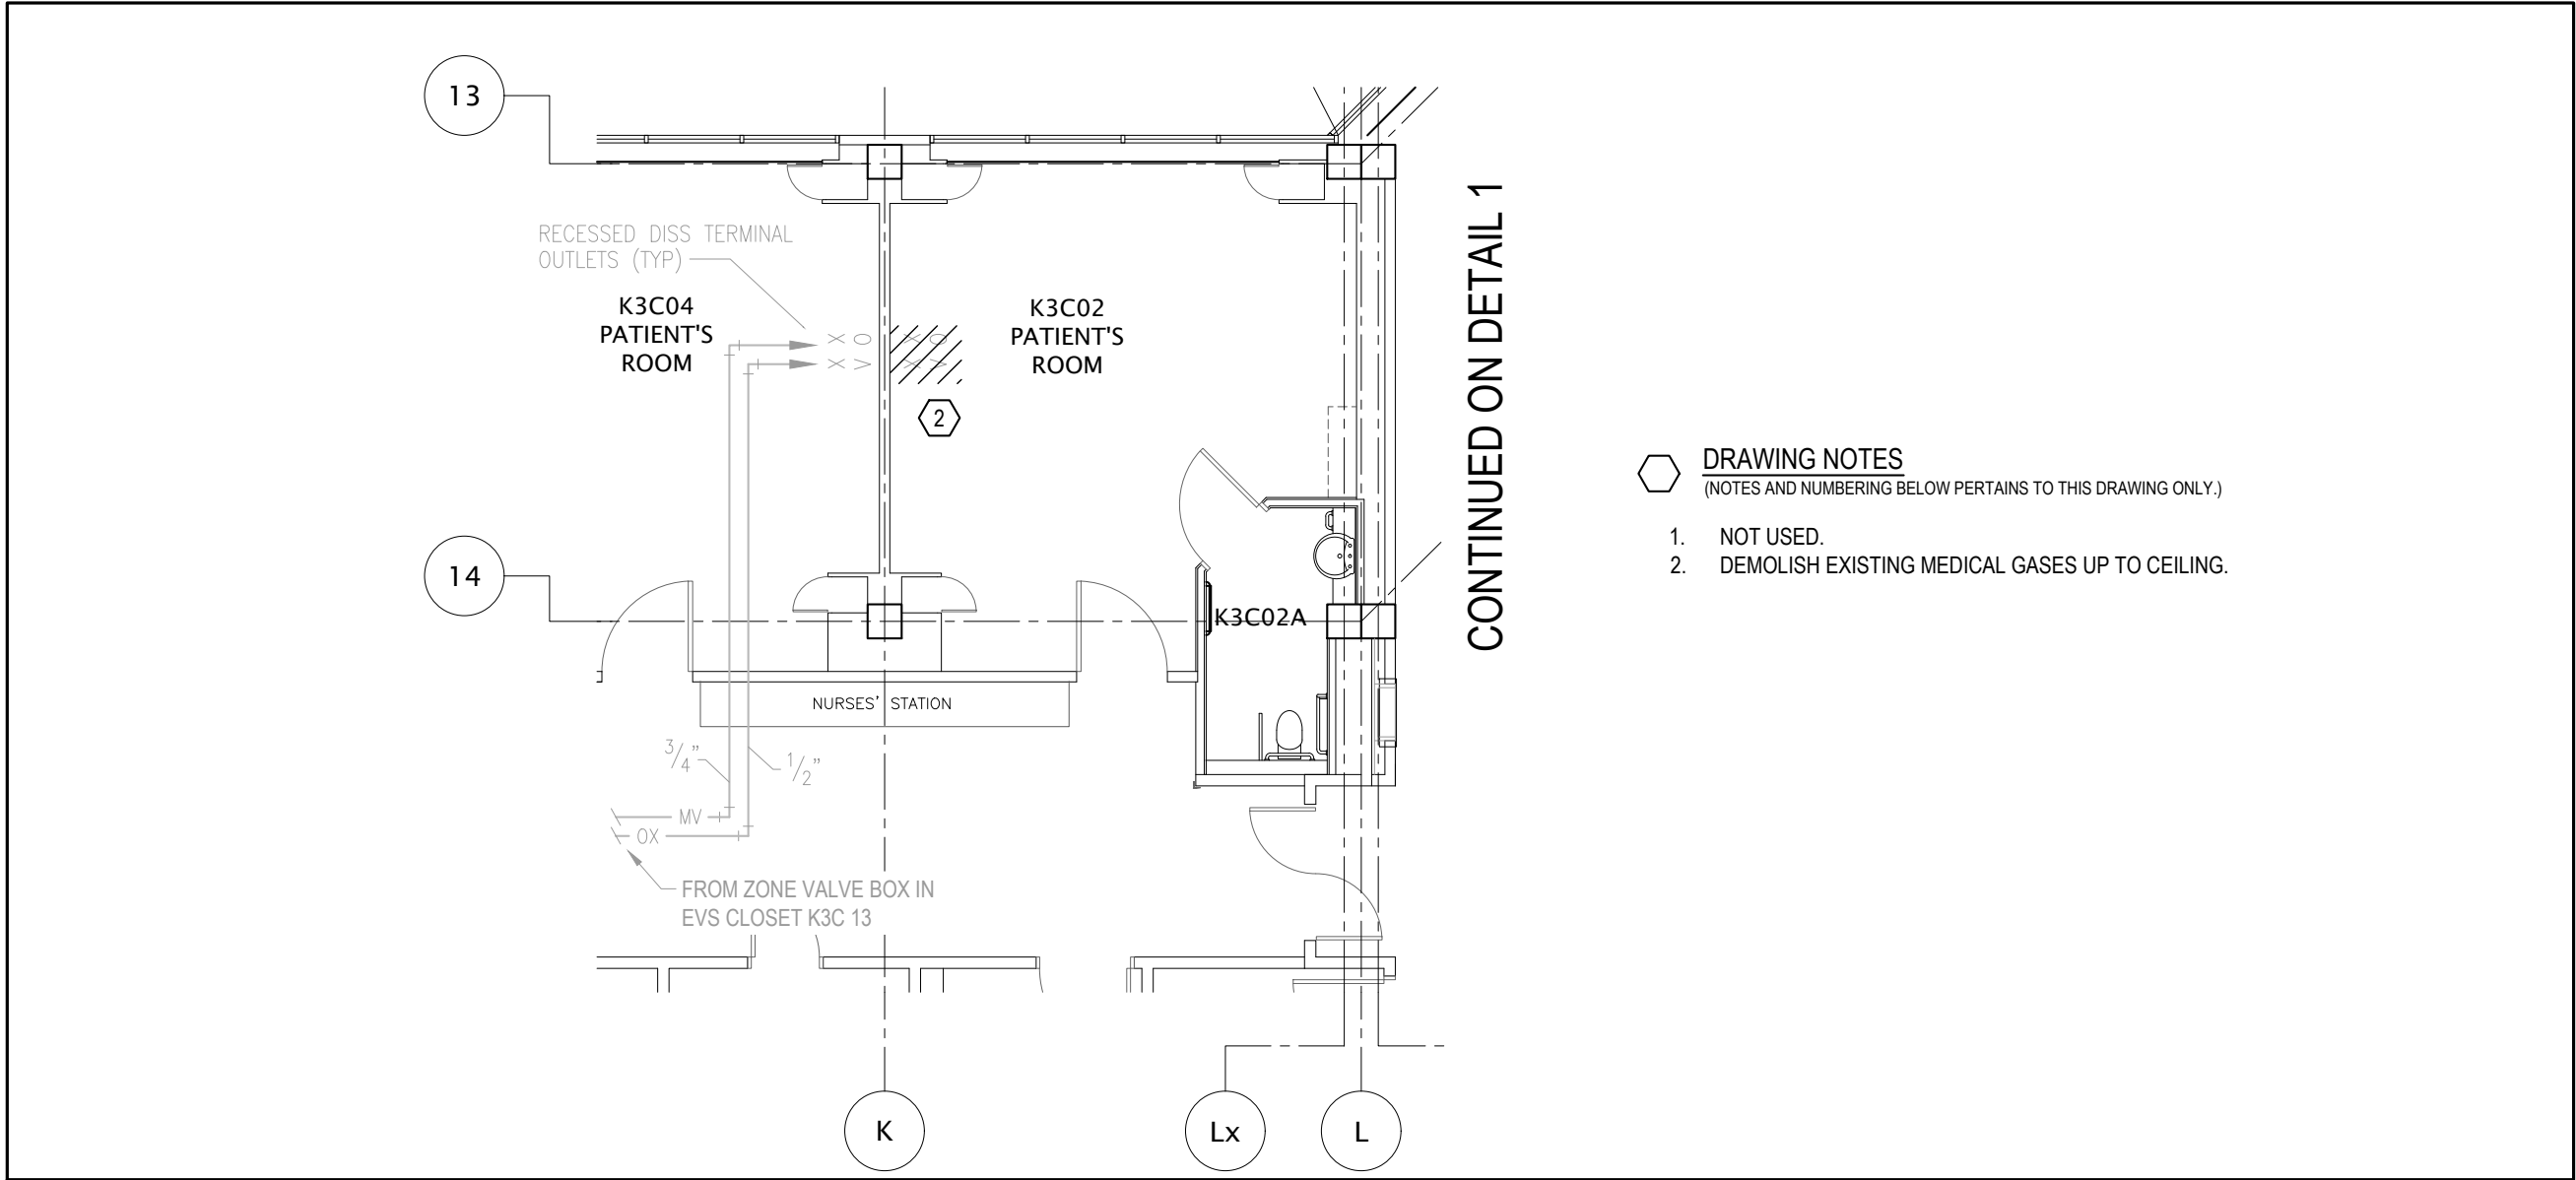 13
RECESSED DISS TERMINAL
OUTLETS (TYP)
K3C04
PATIENT'S
ROOM
K3C02
PATIENT'S
ROOM
X O
X V
X O
X V
2
CONTINUED ON DETAIL 1
DRAWING NOTES
(NOTES AND NUMBERING BELOW PERTAINS TO THIS DRAWING ONLY.)
1. NOT USED.
2. DEMOLISH EXISTING MEDICAL GASES UP TO CEILING.
14
K3C02A
NURSES' STATION
3/4"
1/2"
MV
OX
FROM ZONE VALVE BOX IN
EVS CLOSET K3C 13
K
Lx
L